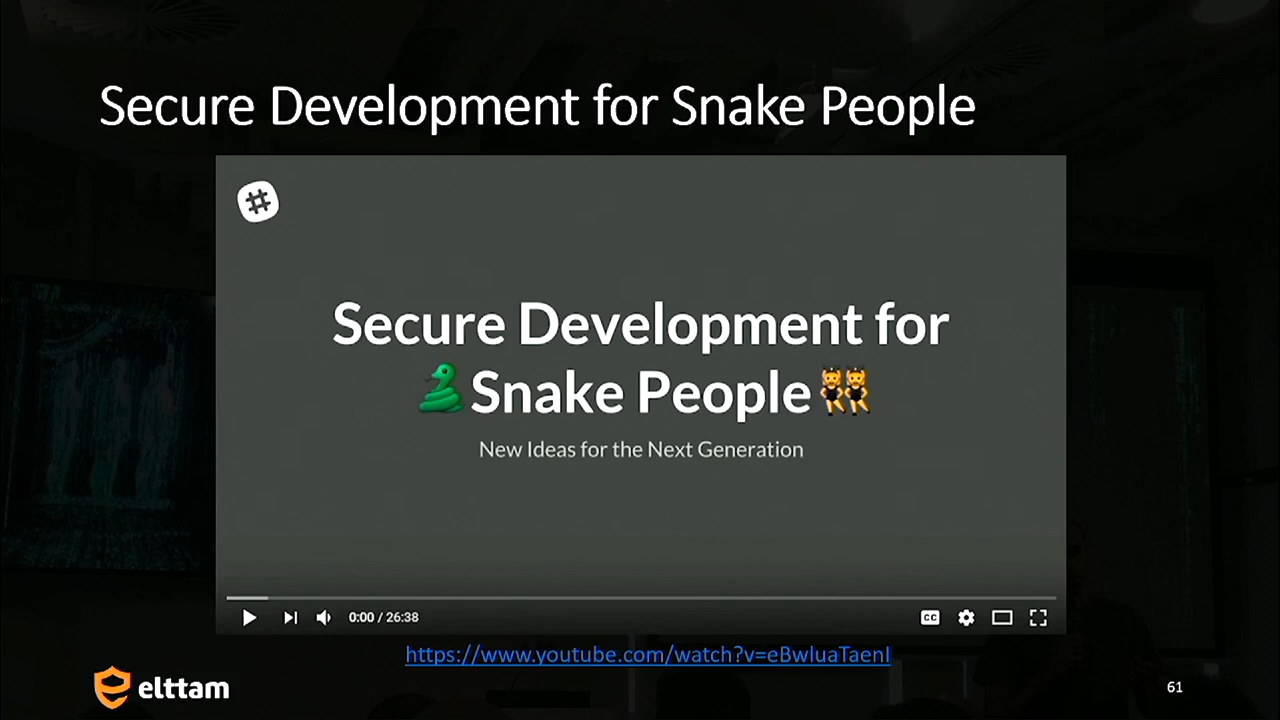 Secure Development for Snake People
Secure Development for
Snake People
New Ideas for the Next Generation
0:00 / 26:38
CC
https://www.youtube.com/watch?v=eBwluaTaenI
elttam
61